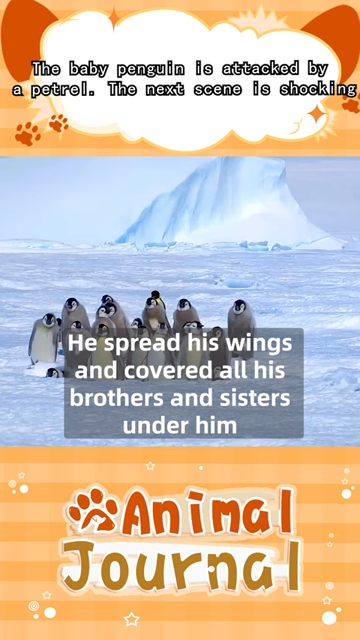 The baby penguin is attacked by
a petrel. The next scene is shocking
He spread his wings
and covered all his
brothers and sisters
under him
Animal
Journal